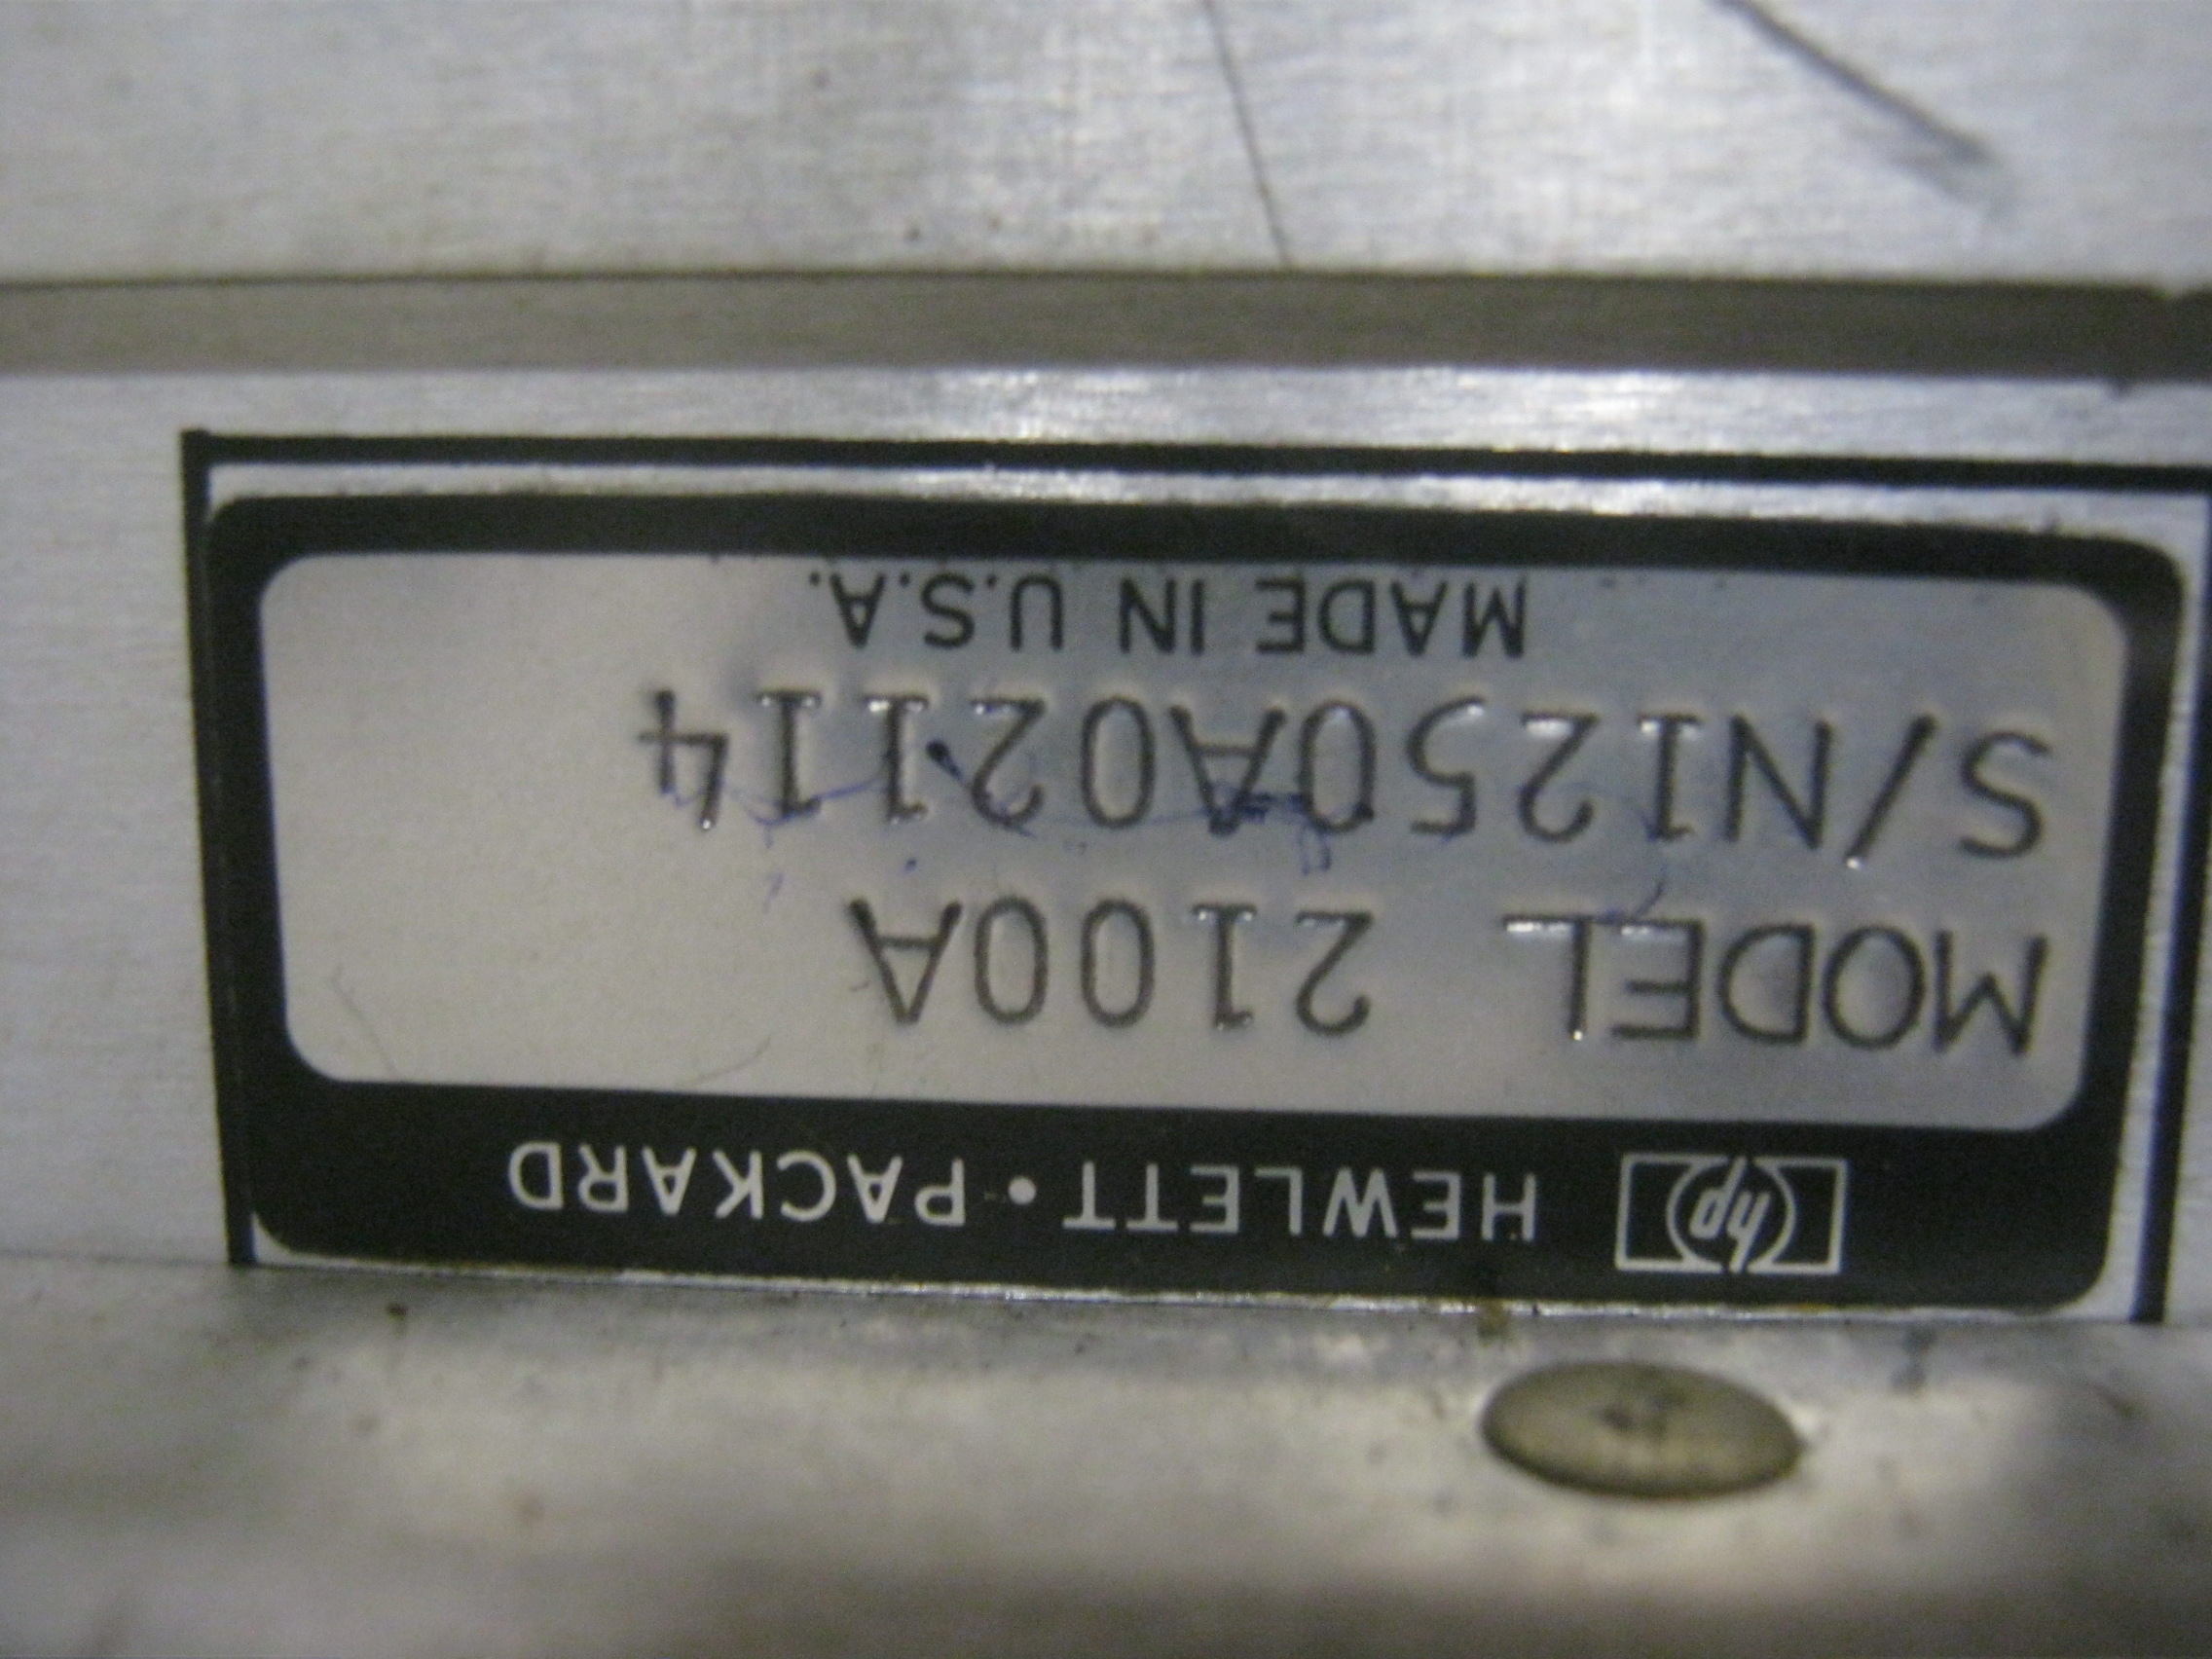 hp HEWLETT • PACKARD
MODEL 2100A
S/N1250A02114
MADE IN U.S.A.